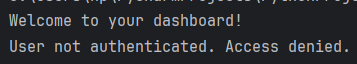 Welcome to your dashboard!
User not authenticated. Access denied.